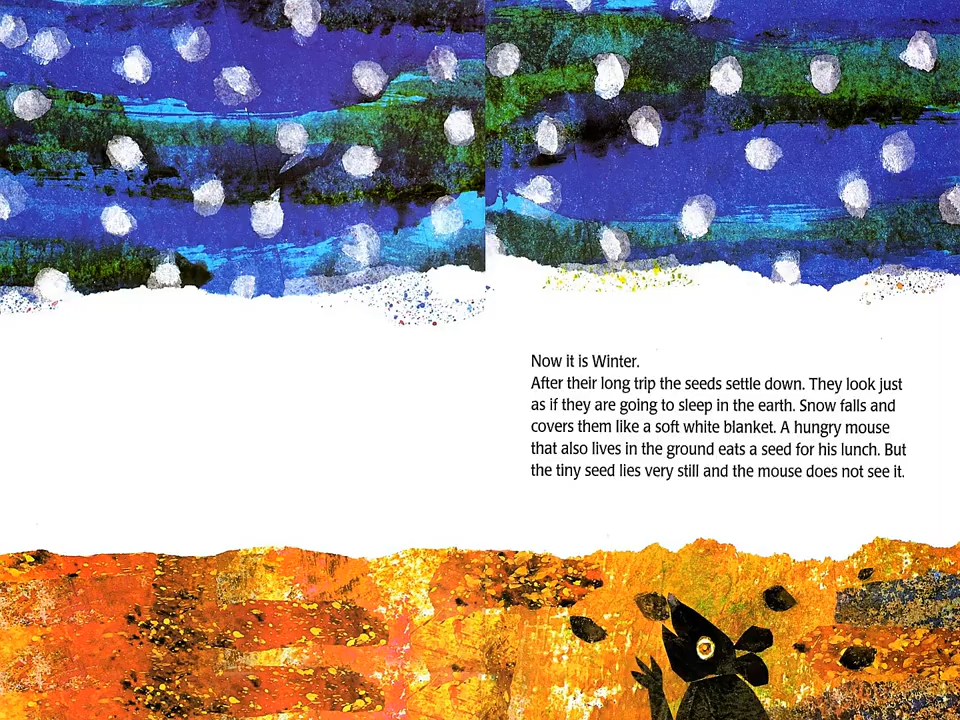 Now it is Winter.
After their long trip the seeds settle down. They look just
as if they are going to sleep in the earth. Snow falls and
covers them like a soft white blanket. A hungry mouse
that also lives in the ground eats a seed for his lunch. But
the tiny seed lies very still and the mouse does not see it.